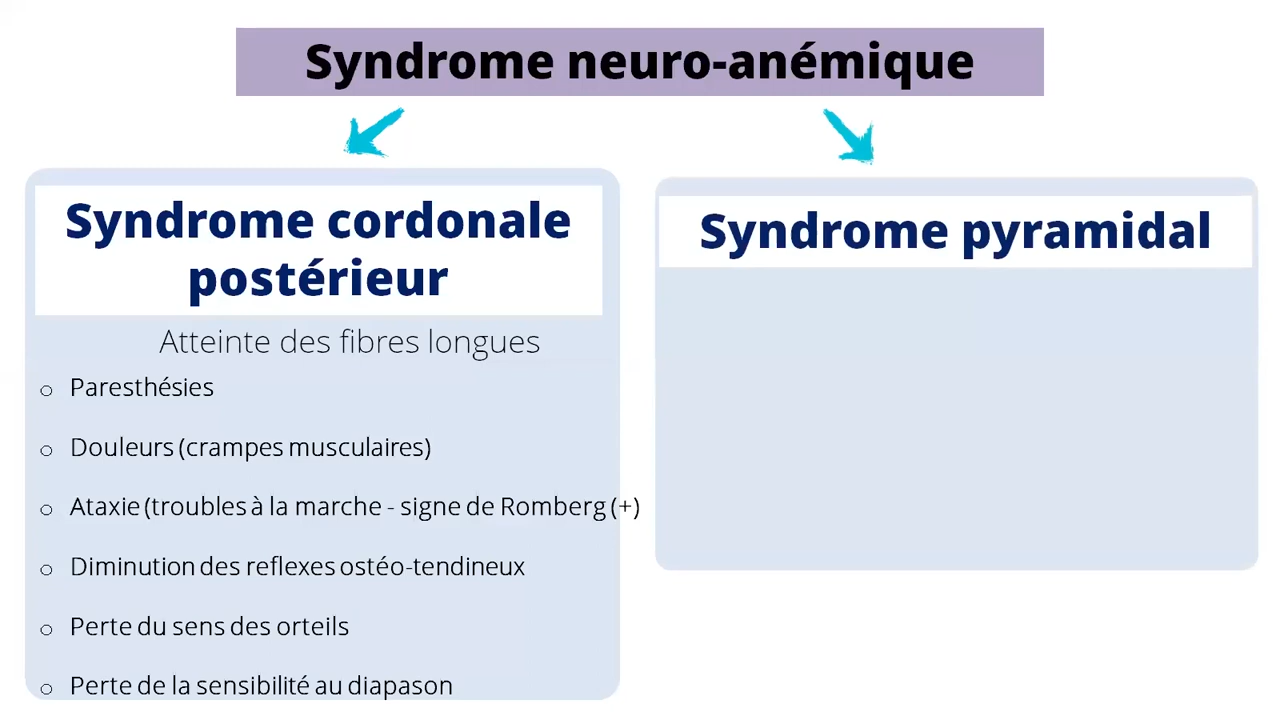 Syndrome neuro-anémique
Syndrome cordonale
postérieur
Atteinte des fibres longues
o Paresthésies
o Douleurs (crampes musculaires)
o Ataxie (troubles à la marche - signe de Romberg (+)
o Diminution des reflexes ostéo-tendineux
o Perte du sens des orteils
o Perte de la sensibilité au diapason
Syndrome pyramidal